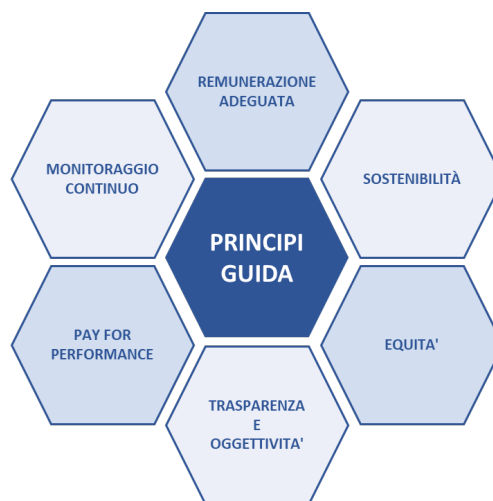 REMUNERAZIONE
ADEGUATA
MONITORAGGIO
CONTINUO
SOSTENIBILITÀ
PRINCIPI
GUIDA
PAY FOR
PERFORMANCE
EQUITA'
TRASPARENZA
E
OGGETTIVITA'